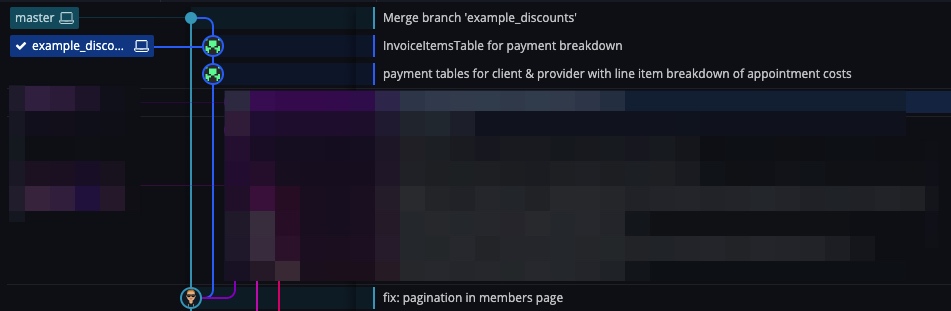 master
Merge branch 'example_discounts'
example_disco...
InvoiceItemsTable for payment breakdown
payment tables for client & provider with line item breakdown of appointment costs
fix: pagination in members page